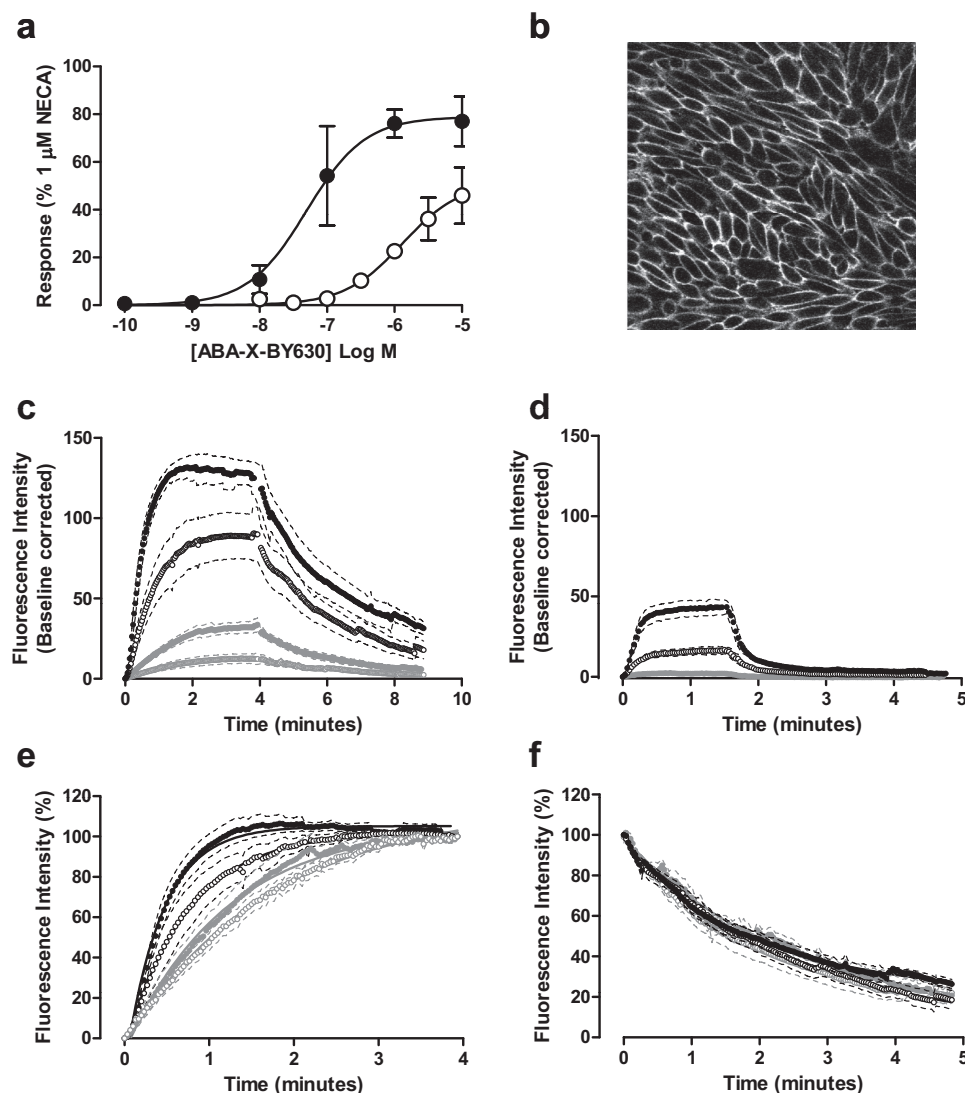 a
100
80
60
40
20
0
Response (% 1 μM NECA)
-10 -9 -8 -7 -6 -5
[ABA-X-BY630] Log M
b
c
150
100
50
0
Fluorescence Intensity
(Baseline corrected)
0 2 4 6 8 10
Time (minutes)
d
150
100
50
0
Fluorescence Intensity
(Baseline corrected)
0 1 2 3 4 5
Time (minutes)
e
120
100
80
60
40
20
0
Fluorescence Intensity (%)
0 1 2 3 4
Time (minutes)
f
120
100
80
60
40
20
0
Fluorescence Intensity (%)
0 1 2 3 4 5
Time (minutes)